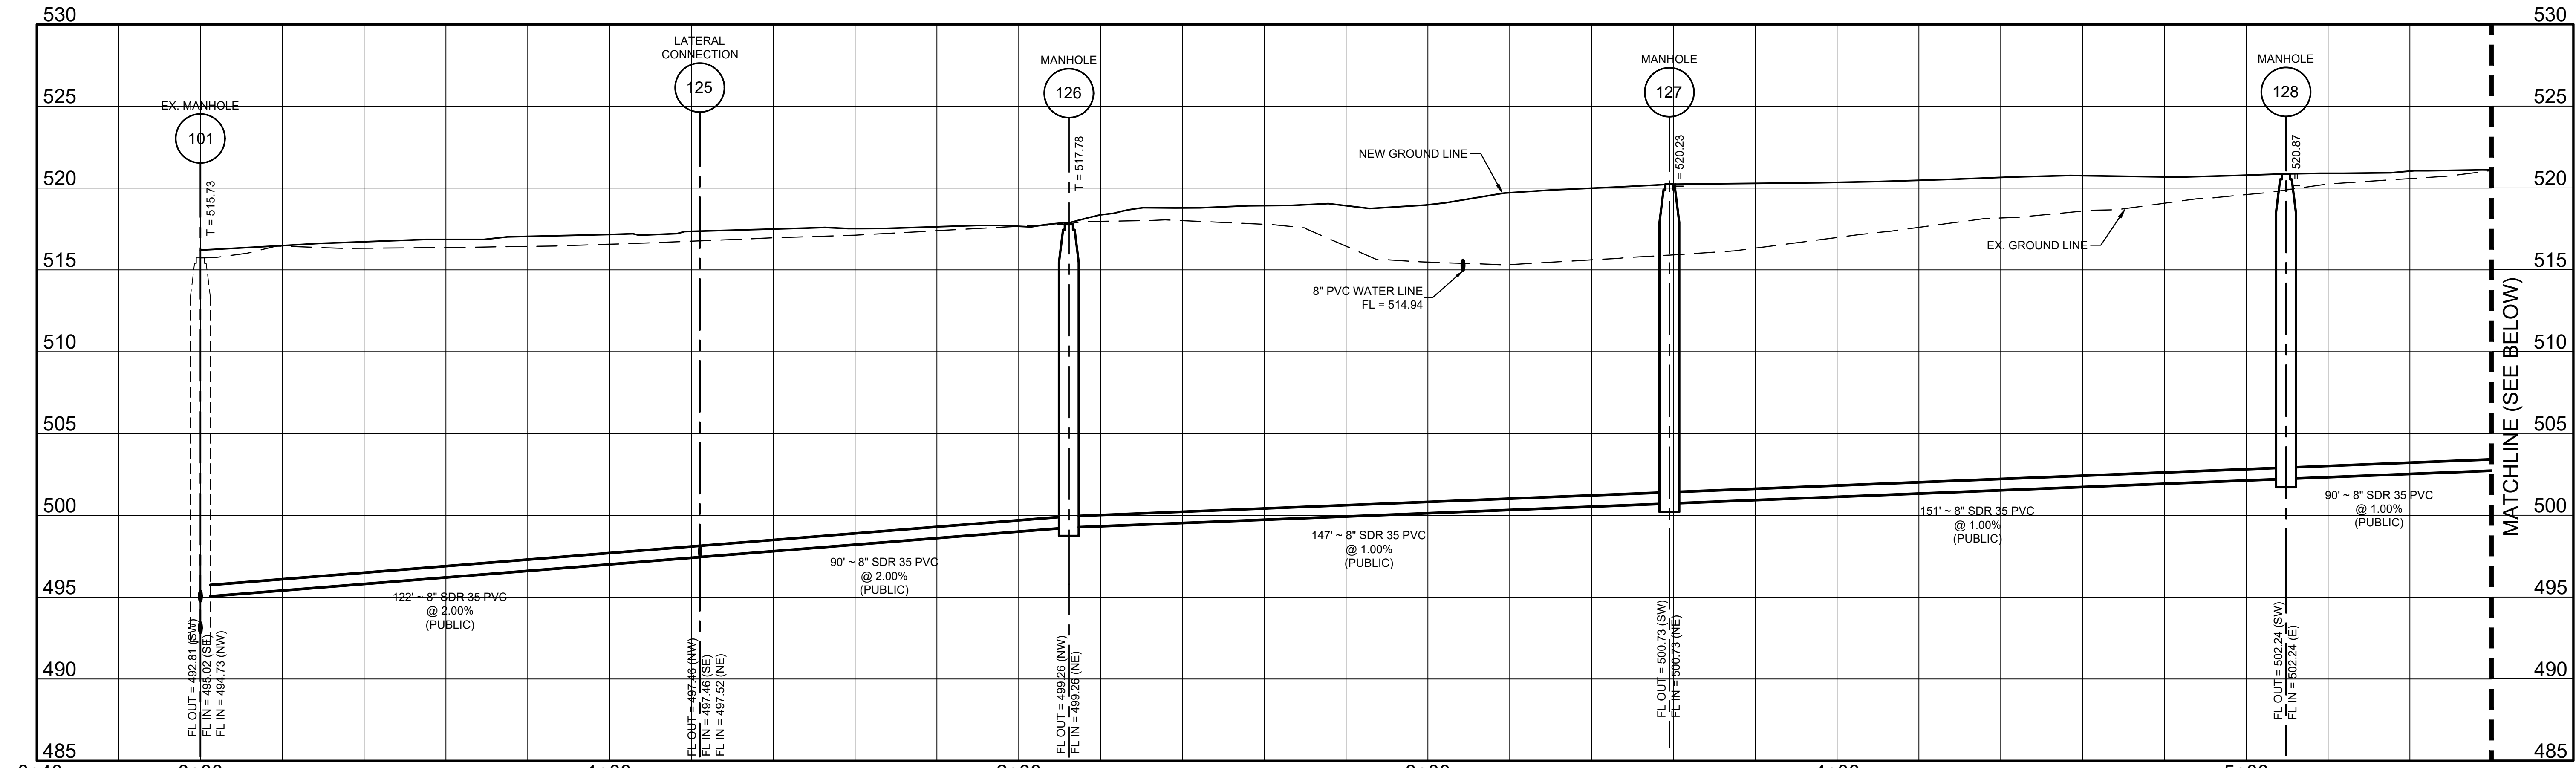 530
530
LATERAL
CONNECTION
MANHOLE
MANHOLE
MANHOLE
EX. MANHOLE
125
126
127
128
101
525
525
T = 515.73
T = 517.78
= 520.23
= 520.87
NEW GROUND LINE
520
520
EX. GROUND LINE
8" PVC WATER LINE
FL = 514.94
515
515
510
510
505
505
MATCHLINE (SEE BELOW)
500
500
90' ~ 8" SDR 35 PVC
@ 1.00%
(PUBLIC)
151' ~ 8" SDR 35 PVC
@ 1.00%
(PUBLIC)
147' ~ 8" SDR 35 PVC
@ 1.00%
(PUBLIC)
90' ~ 8" SDR 35 PVC
@ 2.00%
(PUBLIC)
122' ~ 8" SDR 35 PVC
@ 2.00%
(PUBLIC)
495
495
FL OUT = 492.81 (SW)
FL IN = 495.02 (SE)
FL IN = 494.73 (NW)
FL OUT = 497.46 (NW)
FL IN = 497.46 (SE)
FL IN = 497.52 (NE)
FL OUT = 499.26 (NW)
FL IN = 499.26 (NE)
FL OUT = 500.73 (SW)
FL IN = 500.73 (NE)
FL OUT = 502.24 (SW)
FL IN = 502.24 (E)
490
490
485
485